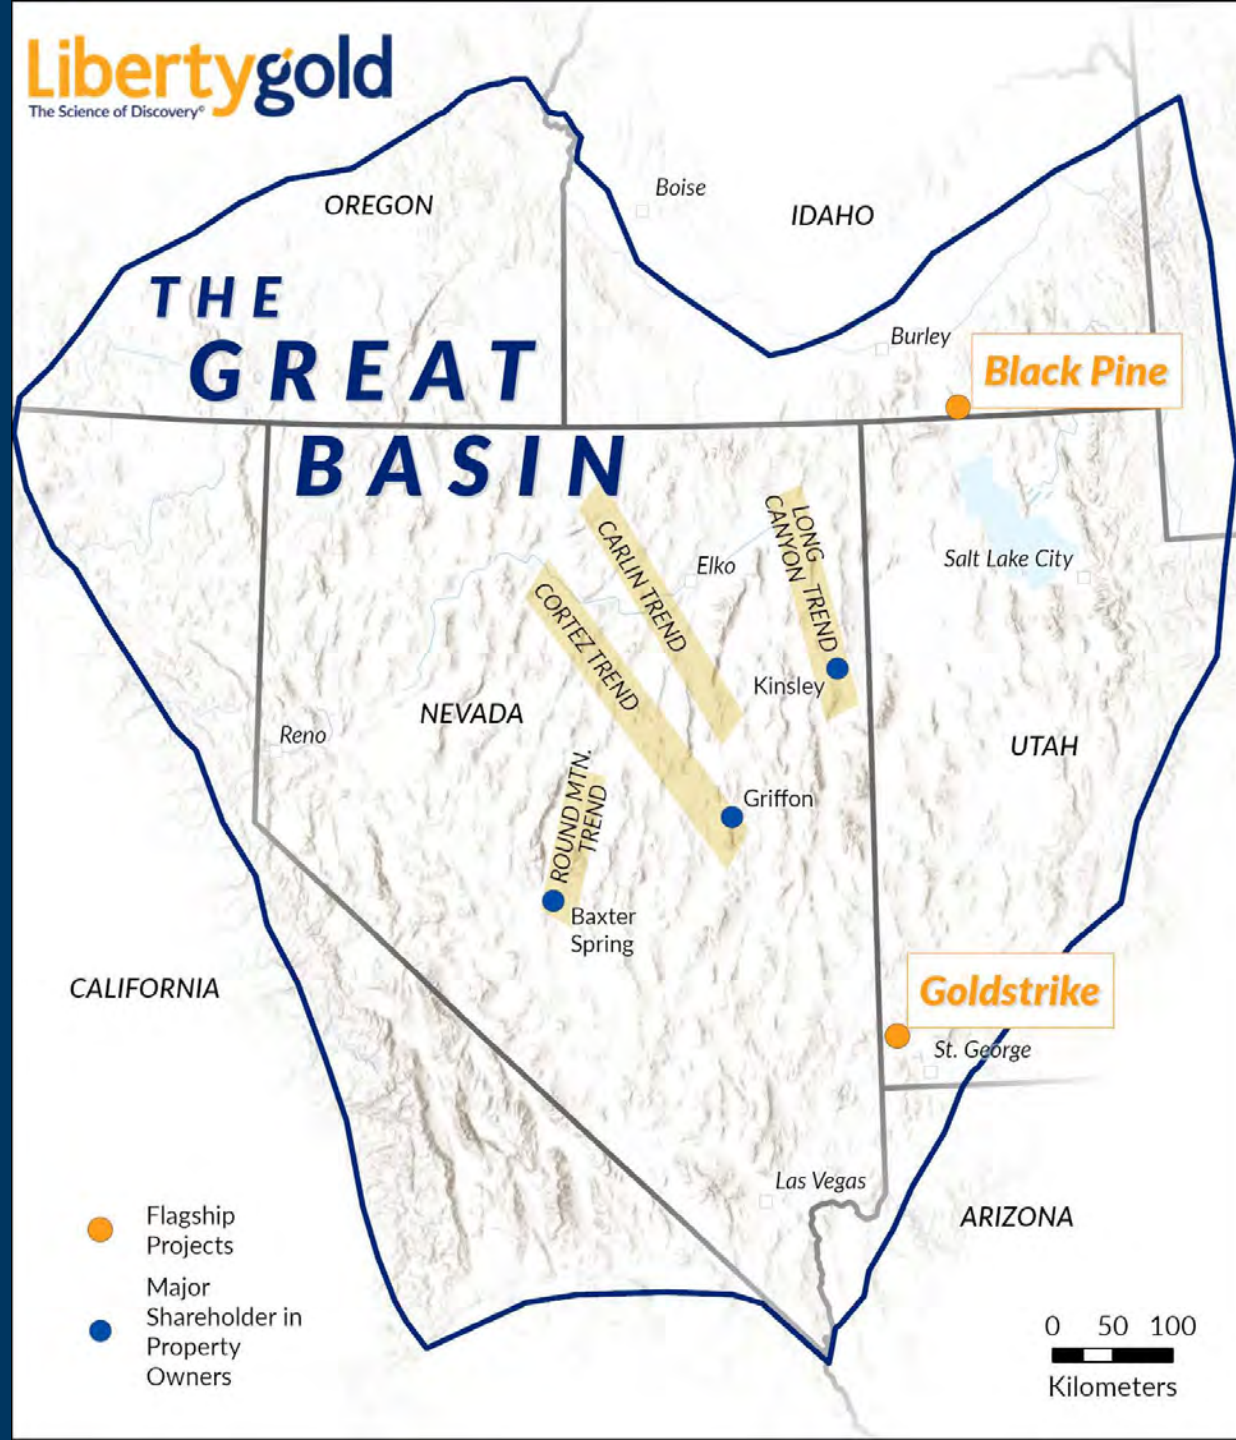 Libertygold
The Science of Discovery©
OREGON
Boise
IDAHO
THE
GREAT
BASIN
Burley
Black Pine
CARLIN TREND
CORTEZ TREND
Elko
LONG
CANYON TREND
Salt Lake City
Kinsley
NEVADA
Reno
UTAH
ROUND MTN.
TREND
Griffon
Baxter
Spring
CALIFORNIA
Goldstrike
St. George
Las Vegas
ARIZONA
Flagship
Projects
Major
Shareholder in
Property
Owners
0 50 100
Kilometers